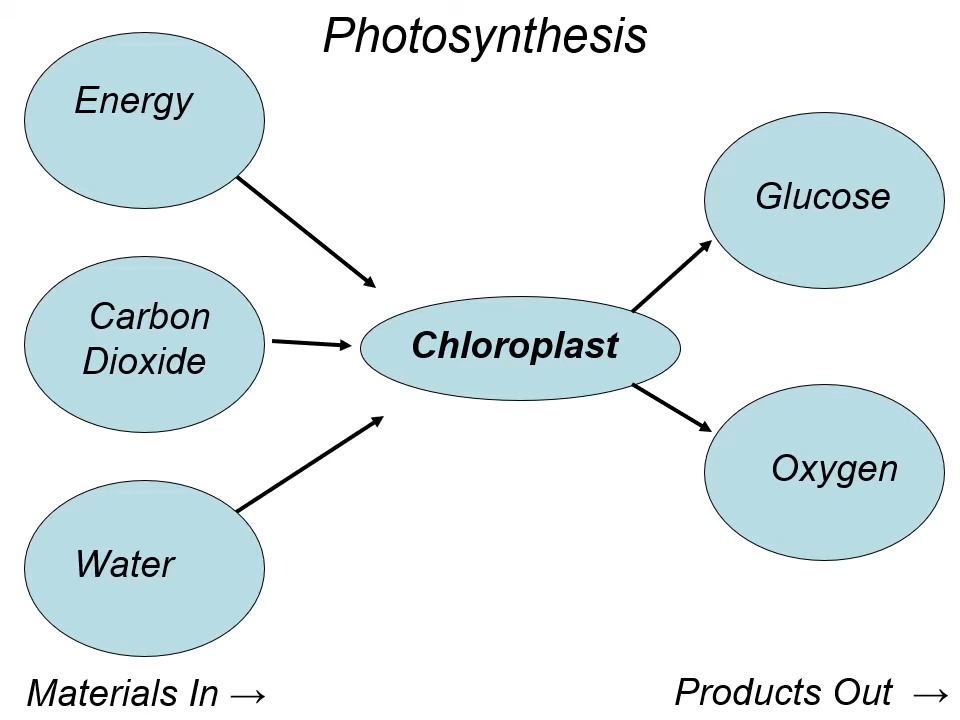 Photosynthesis
Energy
Carbon
Dioxide
Water
Chloroplast
Glucose
Oxygen
Materials In →
Products Out →